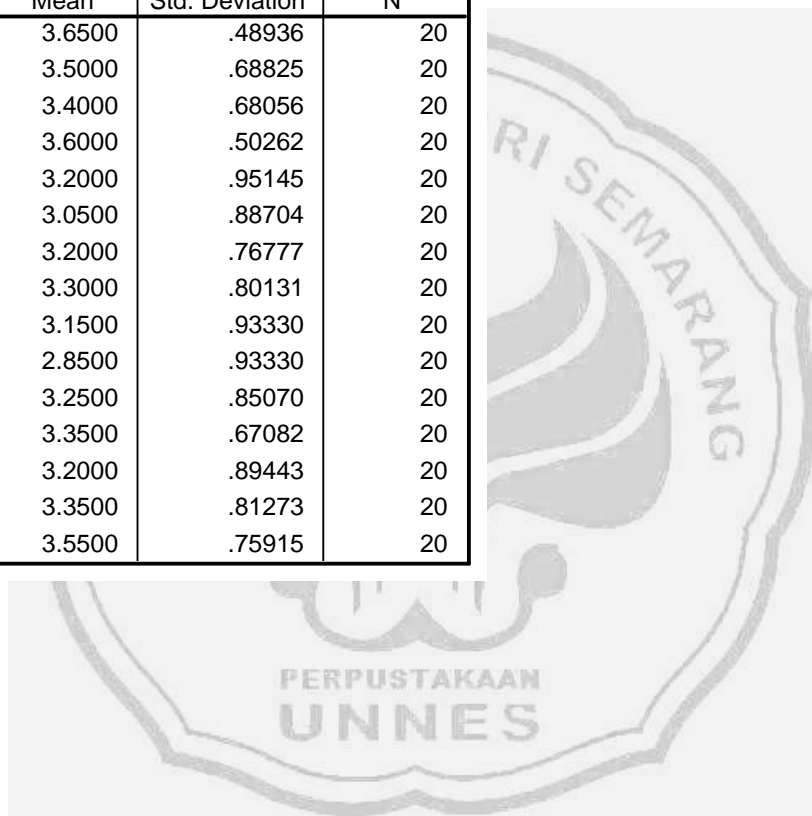 Mean Std. Deviation N
3.6500 .48936 20
3.5000 .68825 20
3.4000 .68056 20
3.6000 .50262 20
3.2000 .95145 20
3.0500 .88704 20
3.2000 .76777 20
3.3000 .80131 20
3.1500 .93330 20
2.8500 .93330 20
3.2500 .85070 20
3.3500 .67082 20
3.2000 .89443 20
3.3500 .81273 20
3.5500 .75915 20
RI SEMARANG
PERPUSTAKAAN
UNNES